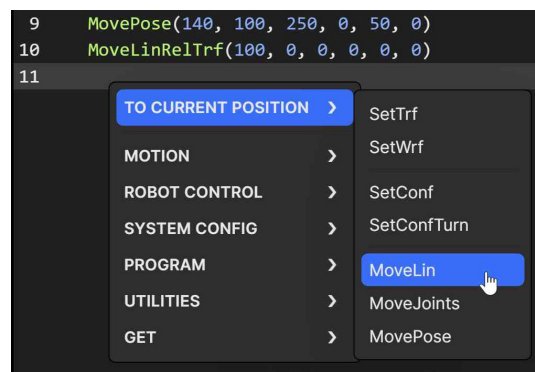 9 MovePose(140, 100, 250, 0, 50, 0)
10 MoveLinRelTrf(100, 0, 0, 0, 0, 0)
11
TO CURRENT POSITION
MOTION
ROBOT CONTROL
SYSTEM CONFIG
PROGRAM
UTILITIES
GET
SetTrf
SetWrf
SetConf
SetConfTurn
MoveLin
MoveJoints
MovePose